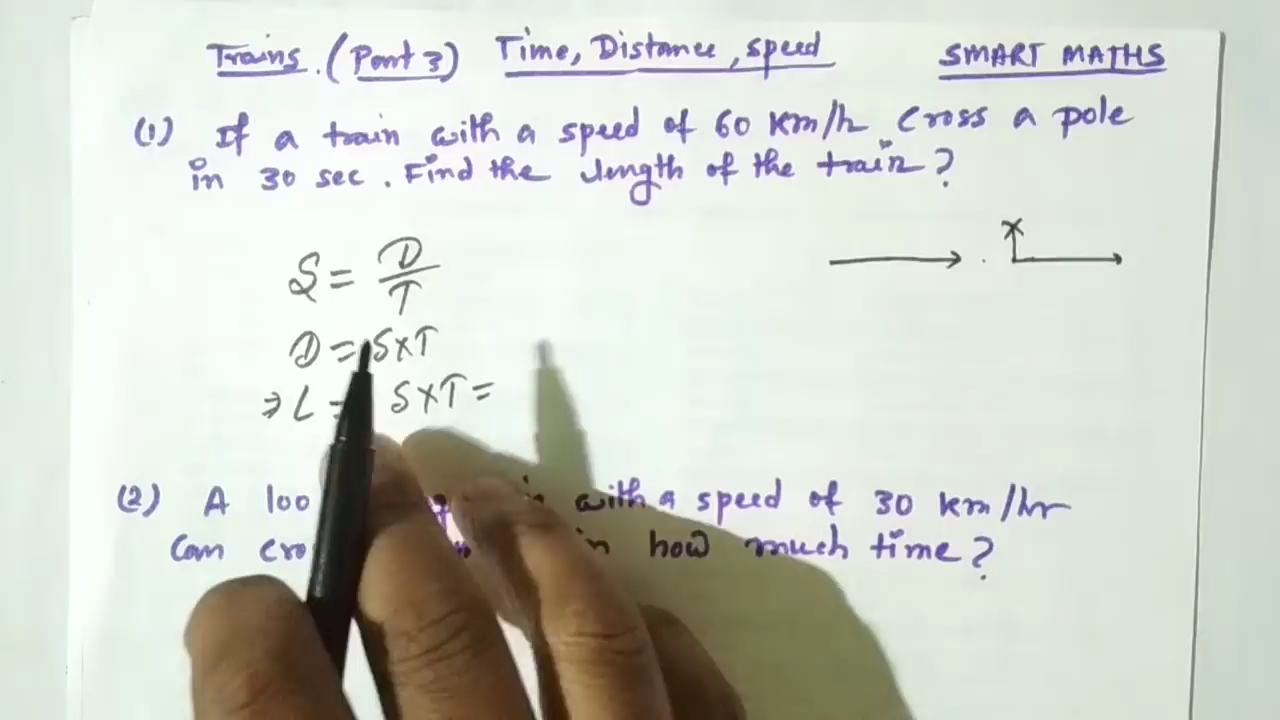 Trains. (Part 3) Time, Distance, speed SMART MATHS
(1) If a train with a speed of 60 Km/h cross a pole
in 30 sec. Find the length of the train?
S = D/T
D = S×T
⇒ L = S×T =
(2) A 100 with a speed of 30 km/hr
Can in how much time?